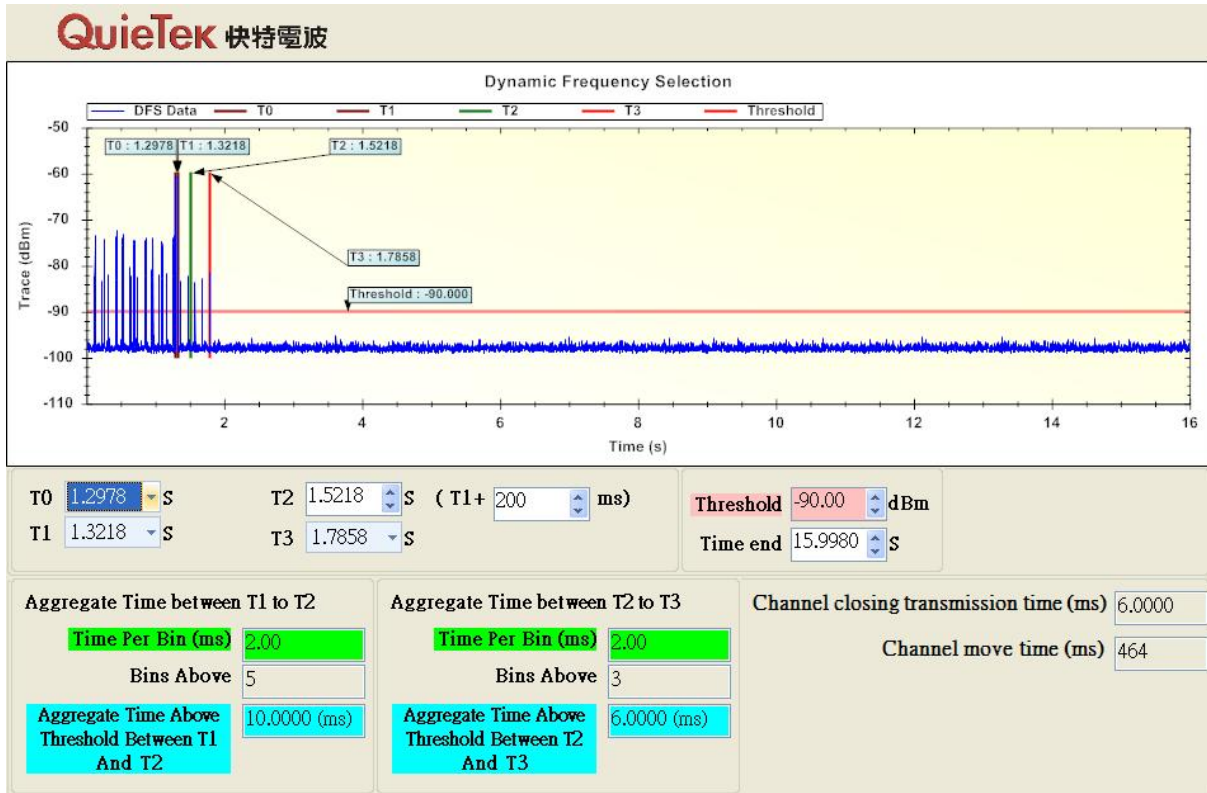 QuieTek 快特電波
Dynamic Frequency Selection
DFS Data T0 T1 T2 T3 Threshold
-50
-60
-70
-80
-90
-100
-110
Trace (dBm)
T0 : 1.2978 T1 : 1.3218 T2 : 1.5218
T3 : 1.7858
Threshold : -90.000
2 4 6 8 10 12 14 16
Time (s)
T0 1.2978 S T2 1.5218 S ( T1+ 200 ms) Threshold -90.00 dBm
T1 1.3218 S T3 1.7858 S Time end 15.9980 S
Aggregate Time between T1 to T2
Time Per Bin (ms) 2.00
Bins Above 5
Aggregate Time Above 10.0000 (ms)
Threshold Between T1
And T2
Aggregate Time between T2 to T3
Time Per Bin (ms) 2.00
Bins Above 3
Aggregate Time Above 6.0000 (ms)
Threshold Between T2
And T3
Channel closing transmission time (ms) 6.0000
Channel move time (ms) 464